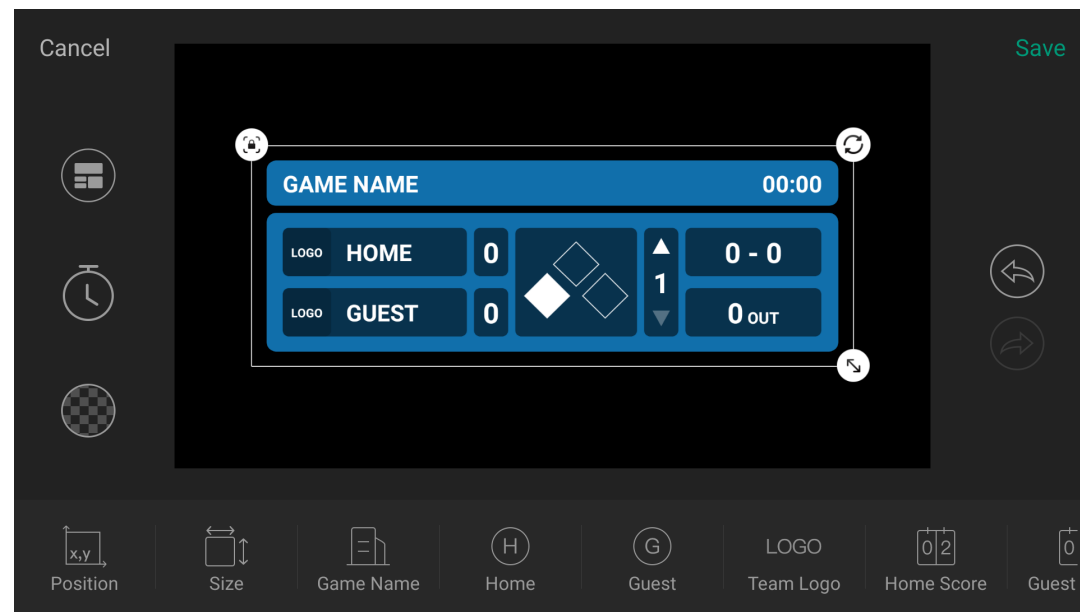 Cancel
Save
GAME NAME 00:00
LOGO HOME 0 1 0 - 0
LOGO GUEST 0 0 OUT
x,y H G LOGO 0 2 0
Position Size Game Name Home Guest Team Logo Home Score Guest